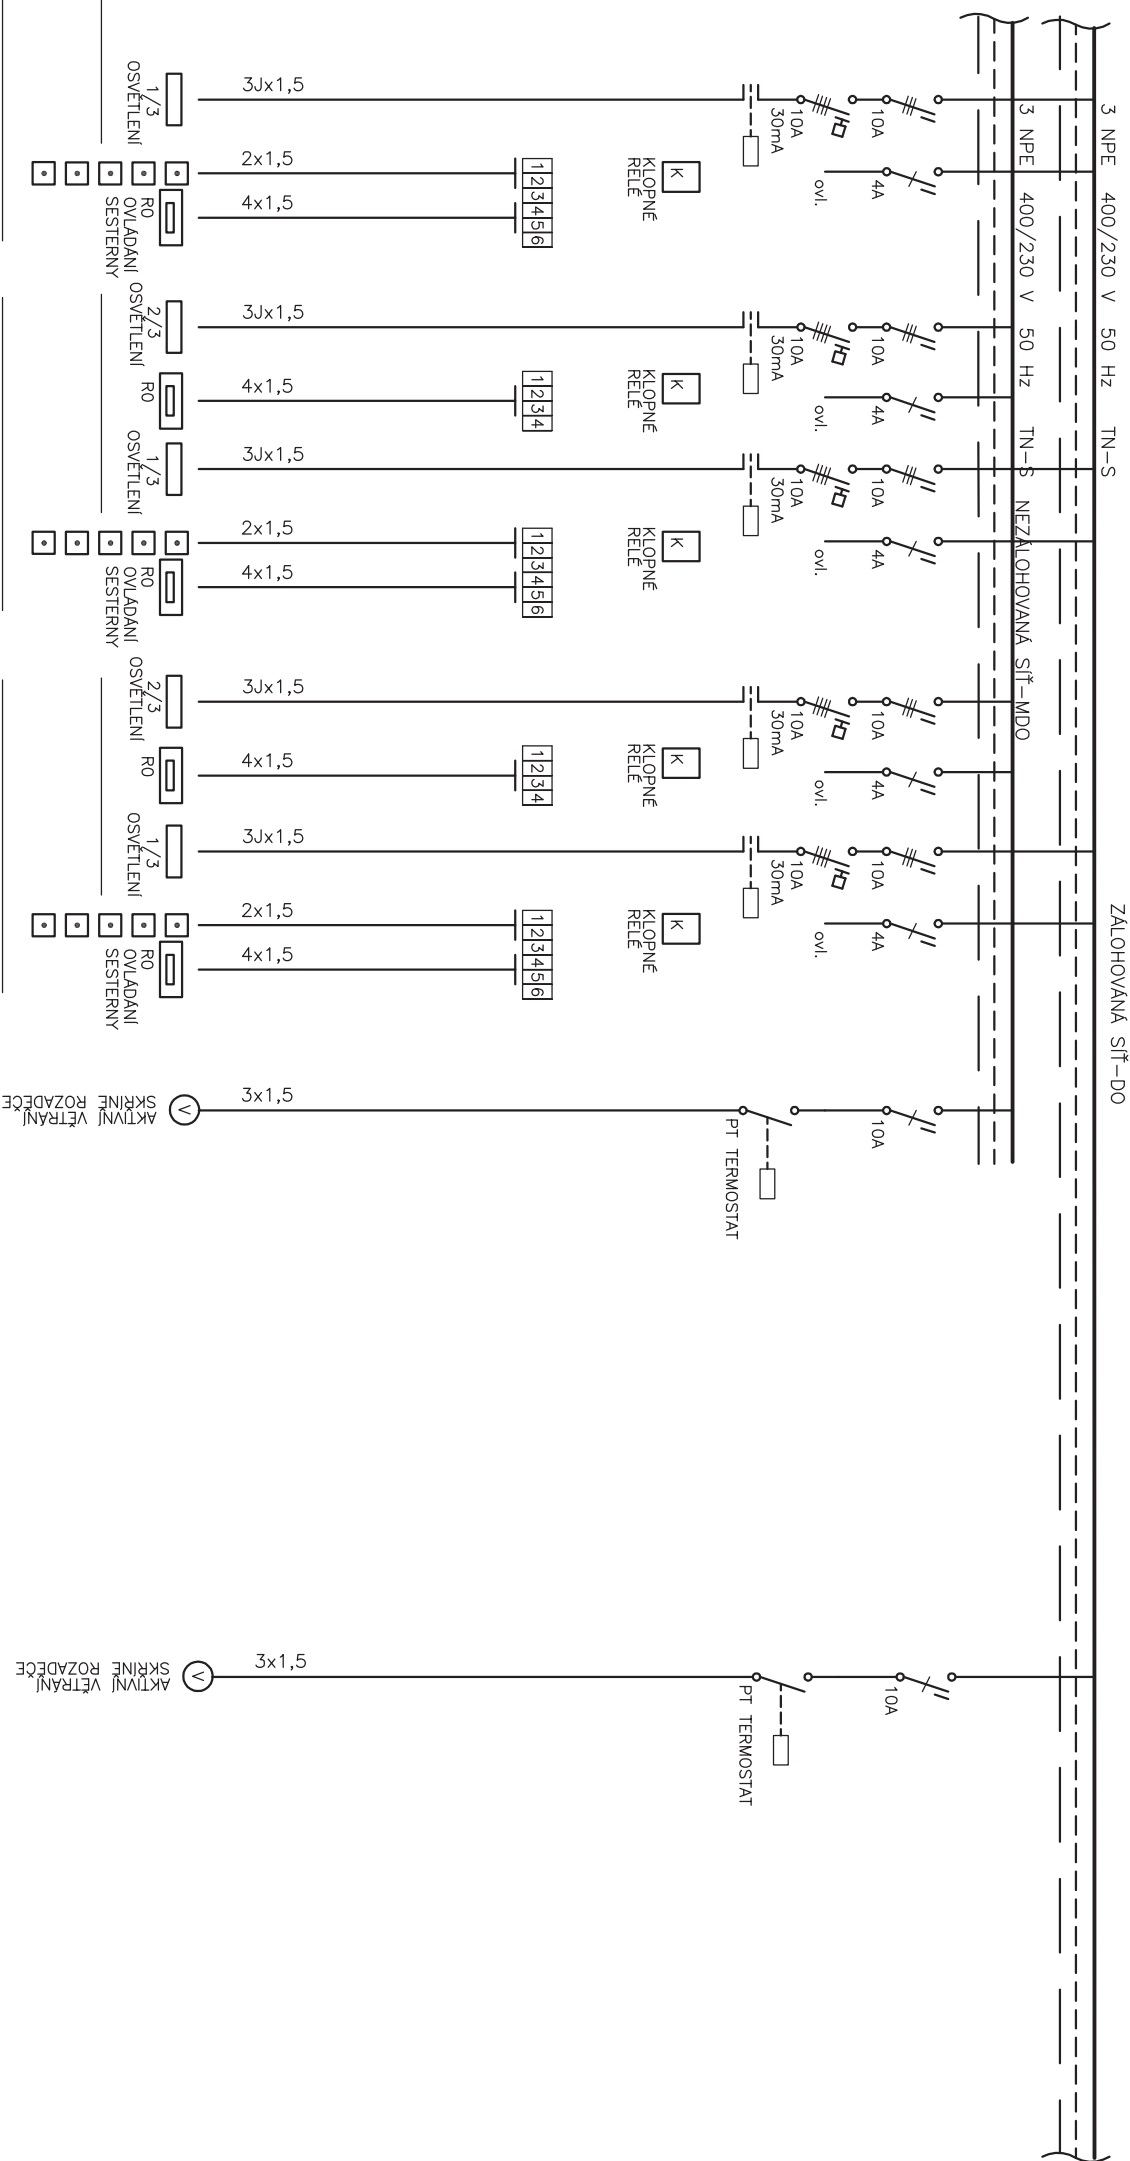 3 NPE 400/230 V 50 Hz TN-S
ZÁLOHOVÁNÁ SÍŤ-DO
3 NPE 400/230 V 50 Hz TN-S NEZÁLOHOVANÁ SÍŤ-MDO
3Jx1,5
30mA
10A
10A
1/3
OSVĚTLENÍ
2x1,5
4x1,5
1 2 3 4 5 6
K
KLOPNÉ
RELÉ
ovl.
4A
RO
OVLÁDÁNÍ
SESTERNY
3Jx1,5
30mA
10A
10A
2/3
OSVĚTLENÍ
4x1,5
1 2 3 4
K
KLOPNÉ
RELÉ
ovl.
4A
RO
3Jx1,5
30mA
10A
10A
1/3
OSVĚTLENÍ
2x1,5
4x1,5
1 2 3 4 5 6
K
KLOPNÉ
RELÉ
ovl.
4A
RO
OVLÁDÁNÍ
SESTERNY
3Jx1,5
30mA
10A
10A
2/3
OSVĚTLENÍ
4x1,5
1 2 3 4
K
KLOPNÉ
RELÉ
ovl.
4A
RO
3Jx1,5
30mA
10A
10A
1/3
OSVĚTLENÍ
2x1,5
4x1,5
1 2 3 4 5 6
K
KLOPNÉ
RELÉ
ovl.
4A
RO
OVLÁDÁNÍ
SESTERNY
3x1,5
V
AKTIVNÍ VĚTRÁNÍ
SKŘÍNĚ ROZADĚČE
PT TERMOSTAT
10A
3x1,5
V
AKTIVNÍ VĚTRÁNÍ
SKŘÍNĚ ROZADĚČE
PT TERMOSTAT
10A